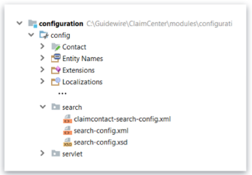 configuration C:\Guidewire\ClaimCenter\modules\configurati
config
Contact
Entity Names
Extensions
Localizations
...
search
claimcontact-search-config.xml
search-config.xml
search-config.xsd
servlet